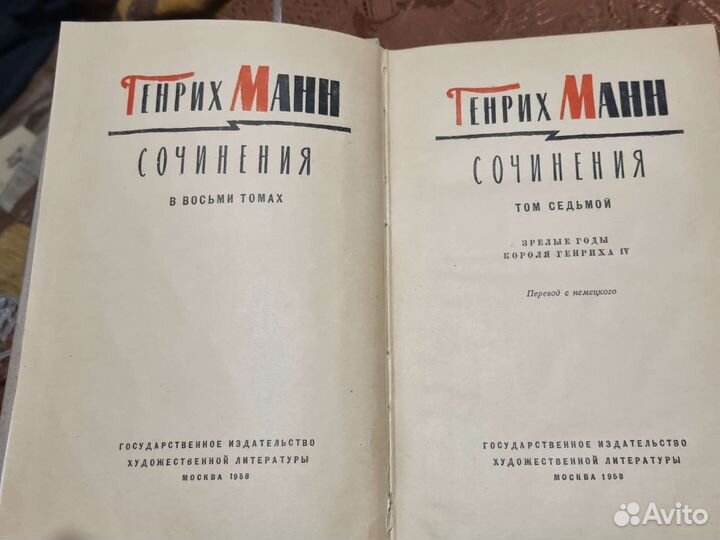 ГЕНРИХ МАНН
СОЧИНЕНИЯ
В ВОСЬМИ ТОМАХ
ГОСУДАРСТВЕННОЕ ИЗДАТЕЛЬСТВО
ХУДОЖЕСТВЕННОЙ ЛИТЕРАТУРЫ
МОСКВА 1958
ГЕНРИХ МАНН
СОЧИНЕНИЯ
ТОМ СЕДЬМОЙ
ЗРЕЛЫЕ ГОДЫ
КОРОЛЯ ГЕНРИХА IV
Перевод с немецкого
ГОСУДАРСТВЕННОЕ ИЗДАТЕЛЬСТВО
ХУДОЖЕСТВЕННОЙ ЛИТЕРАТУРЫ
МОСКВА 1958
Avito